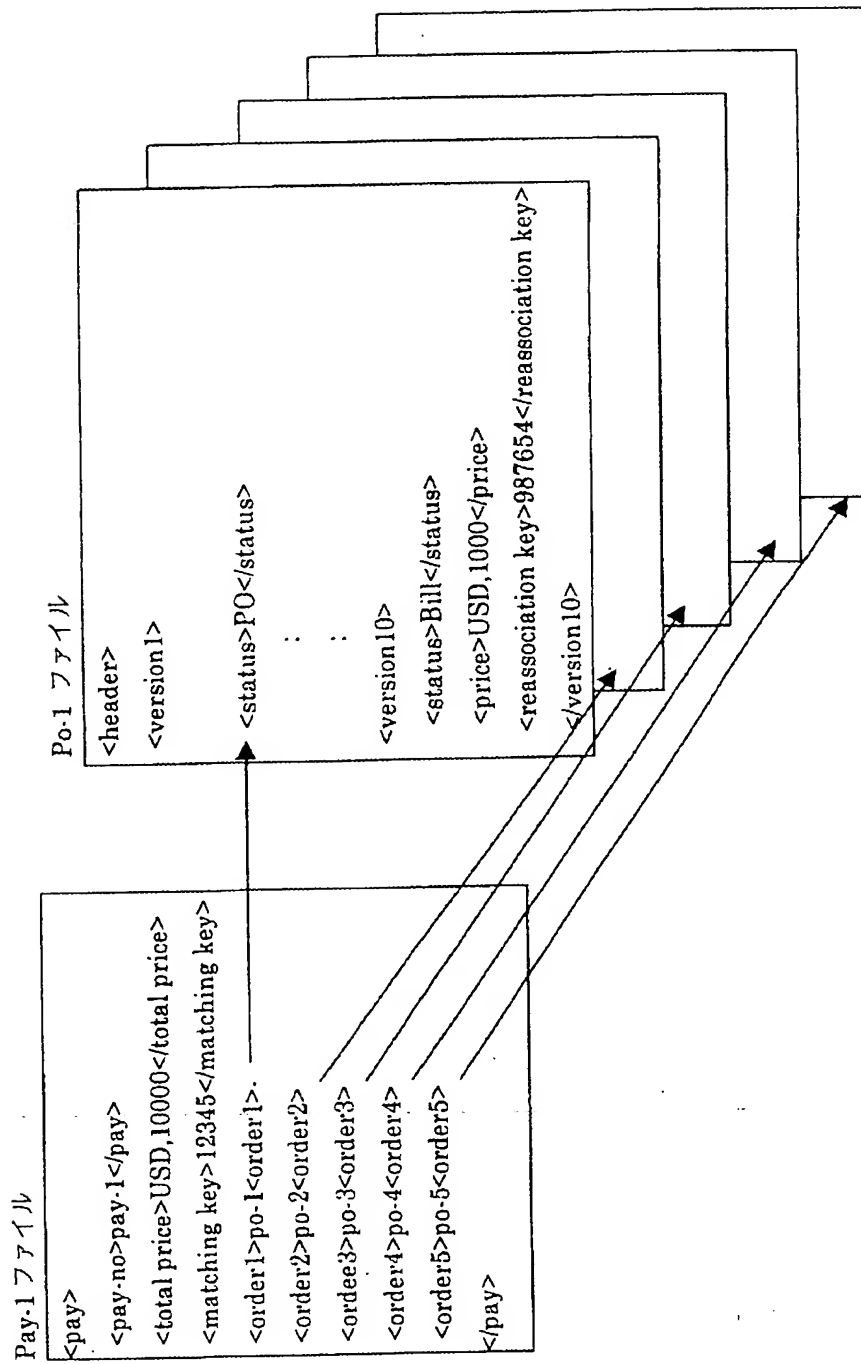 Pay-1 ファイル
<pay>
<pay-no>pay-1</pay>
<total price>USD,10000</total price>
<matching key>12345</matching key>
<order1>po-1<order1>
<order2>po-2<order2>
<ordee3>po-3<order3>
<order4>po-4<order4>
<order5>po-5<order5>
</pay>
Po-1 ファイル
<header>
<version1>
<status>PO</status>
:
:
<version10>
<status>Bill</status>
<price>USD,1000</price>
<reassociation key>987654</reassociation key>
</version10>